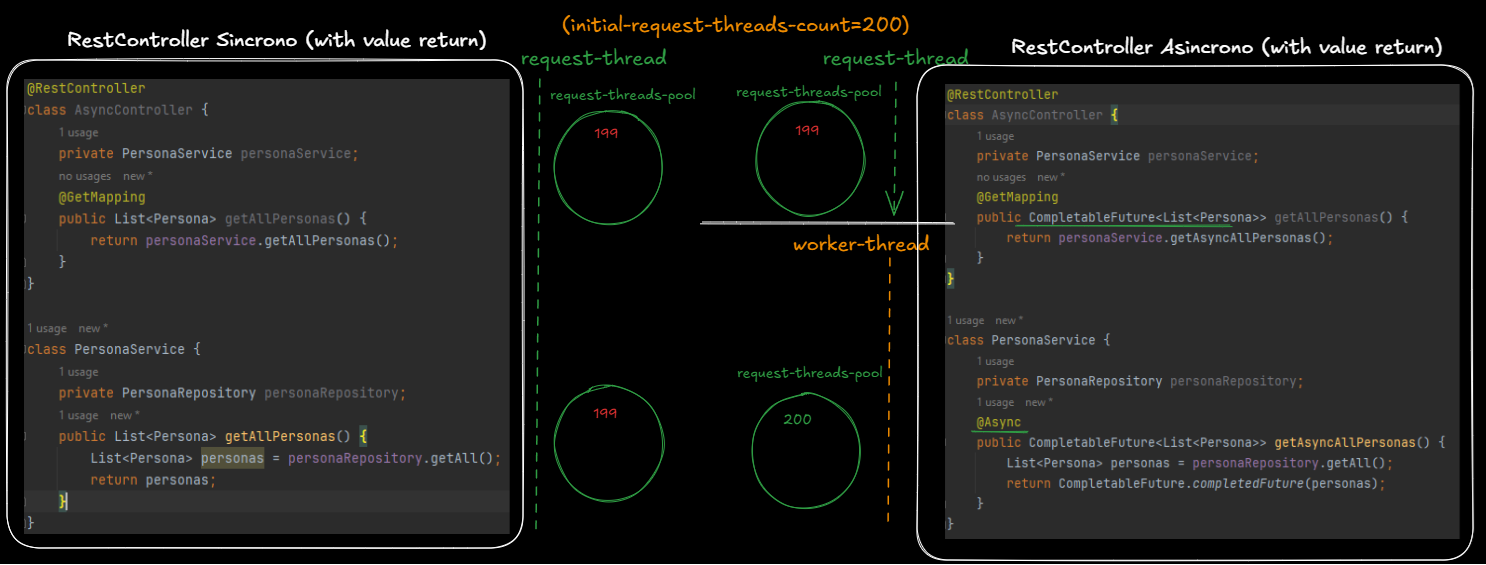 (initial-request-threads-count=200)
RestController Sincrono (with value return)
@RestController
class AsyncController {
1 usage
private PersonaService personaService;
no usages new *
@GetMapping
public List<Persona> getAllPersonas() {
return personaService.getAllPersonas();
}
}
1 usage new *
class PersonaService {
1 usage
private PersonaRepository personaRepository;
1 usage new *
public List<Persona> getAllPersonas() {
List<Persona> personas = personaRepository.getAll();
return personas;
}
}
request-thread
request-threads-pool
199
199
request-thread
request-threads-pool
199
worker-thread
request-threads-pool
200
RestController Asincrono (with value return)
@RestController
class AsyncController {
1 usage
private PersonaService personaService;
no usages new *
@GetMapping
public CompletableFuture<List<Persona>> getAllPersonas() {
return personaService.getAsyncAllPersonas();
}
}
1 usage new *
class PersonaService {
1 usage
private PersonaRepository personaRepository;
1 usage new *
@Async
public CompletableFuture<List<Persona>> getAsyncAllPersonas() {
List<Persona> personas = personaRepository.getAll();
return CompletableFuture.completedFuture(personas);
}
}